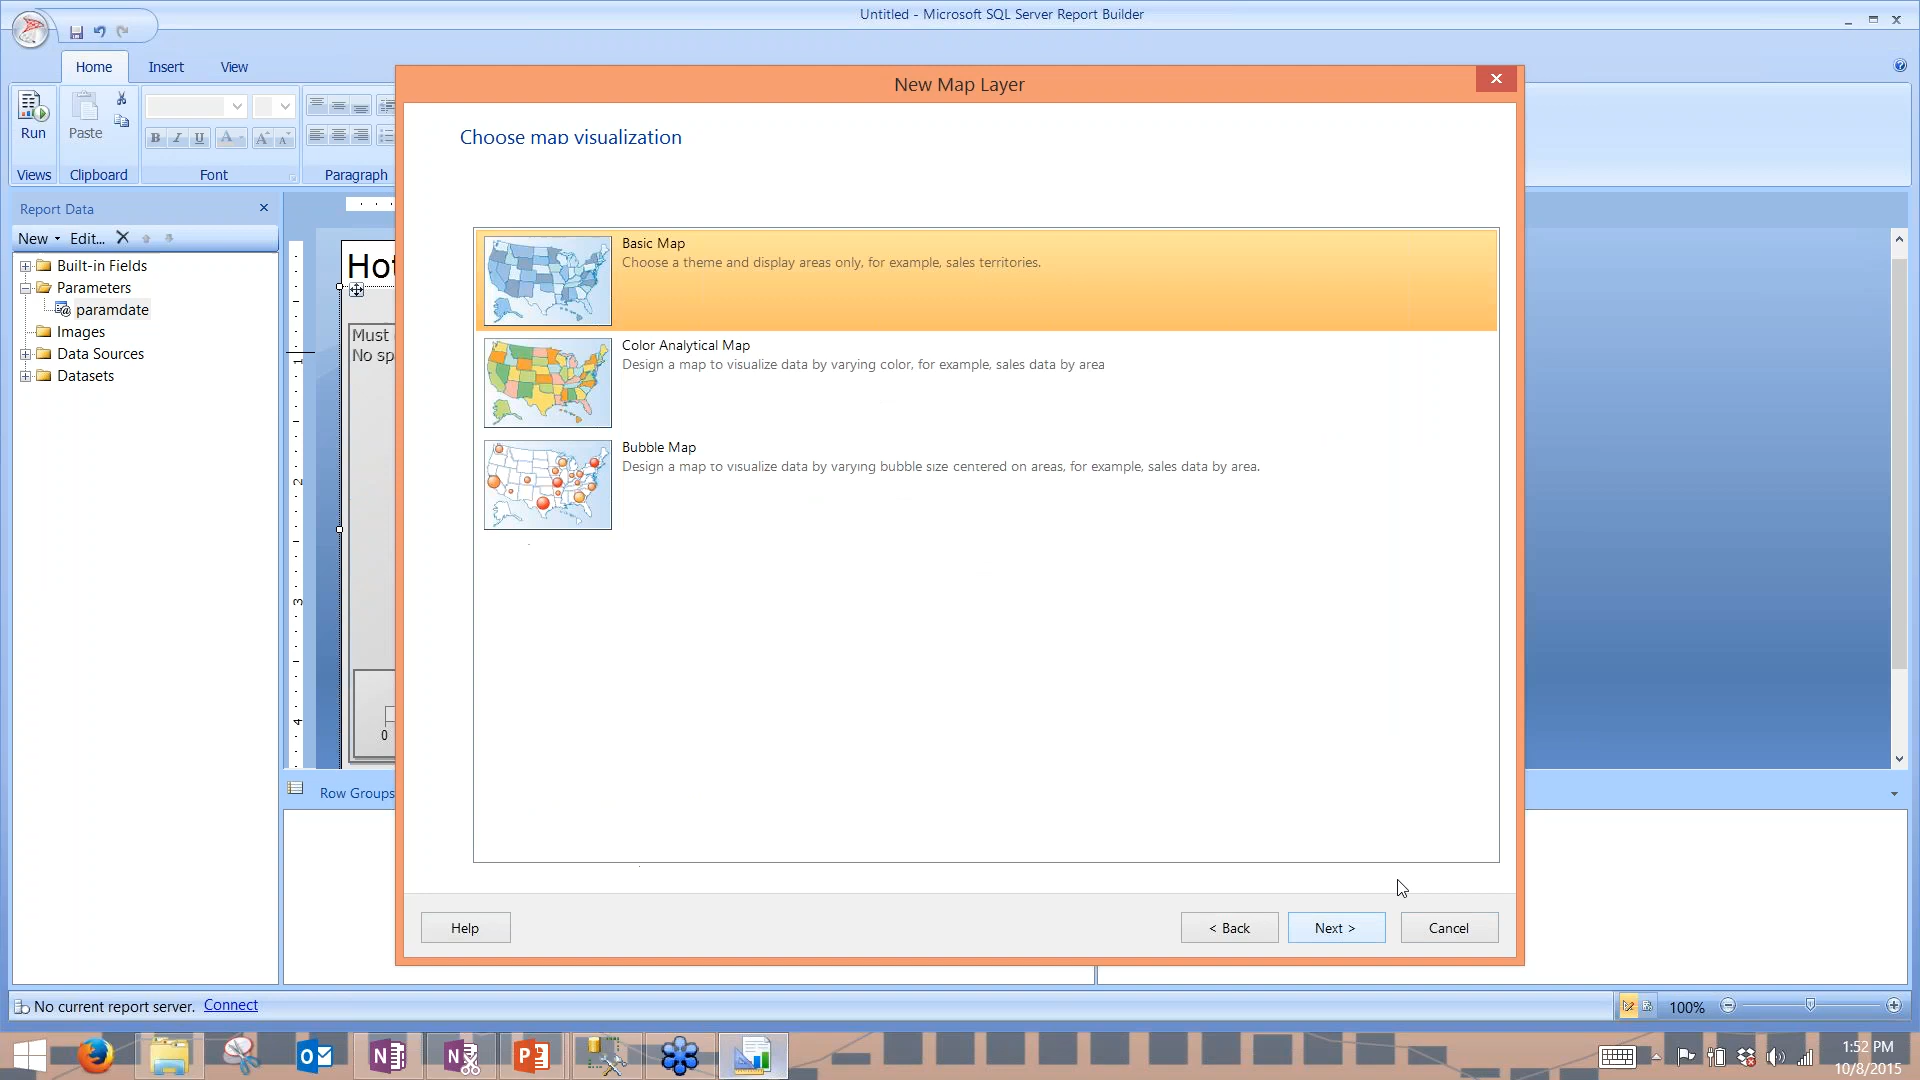 Untitled - Microsoft SQL Server Report Builder
Home Insert View
Run
Paste
Views Clipboard Font Paragraph
New Map Layer
Choose map visualization
Report Data
New Edit...
Built-in Fields
Parameters
paramdate
Images
Data Sources
Datasets
Must
1
2
3
4
0
Basic Map
Choose a theme and display areas only, for example, sales territories.
Color Analytical Map
Design a map to visualize data by varying color, for example, sales data by area
Bubble Map
Design a map to visualize data by varying bubble size centered on areas, for example, sales data by area.
Row Groups
Help < Back Next > Cancel
No current report server. Connect
100%
1:52 PM
10/8/2015